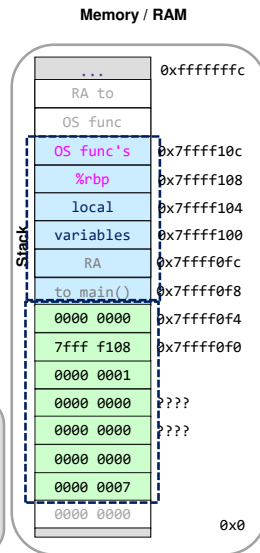 Memory / RAM
... 0xfffffffc
RA to
OS func
OS func's 0x7ffff10c
%rbp 0x7ffff108
local 0x7ffff104
variables 0x7ffff100
RA 0x7ffff0fc
to main() 0x7ffff0f8
0000 0000 0x7ffff0f4
7fff f108 0x7ffff0f0
0000 0001
0000 0000 ????
0000 0000 ????
0000 0000
0000 0007
0000 0000
0x0
Stack